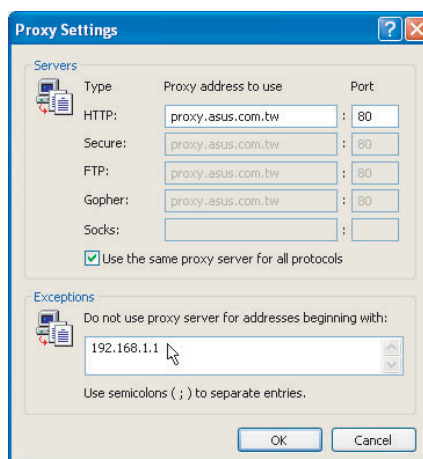 Proxy Settings
Servers
Type Proxy address to use Port
HTTP: proxy.asus.com.tw : 80
Secure: proxy.asus.com.tw : 80
FTP: proxy.asus.com.tw : 80
Gopher: proxy.asus.com.tw : 80
Socks: :
Use the same proxy server for all protocols
Exceptions
Do not use proxy server for addresses beginning with:
192.168.1.1
Use semicolons ( ; ) to separate entries.
OK Cancel